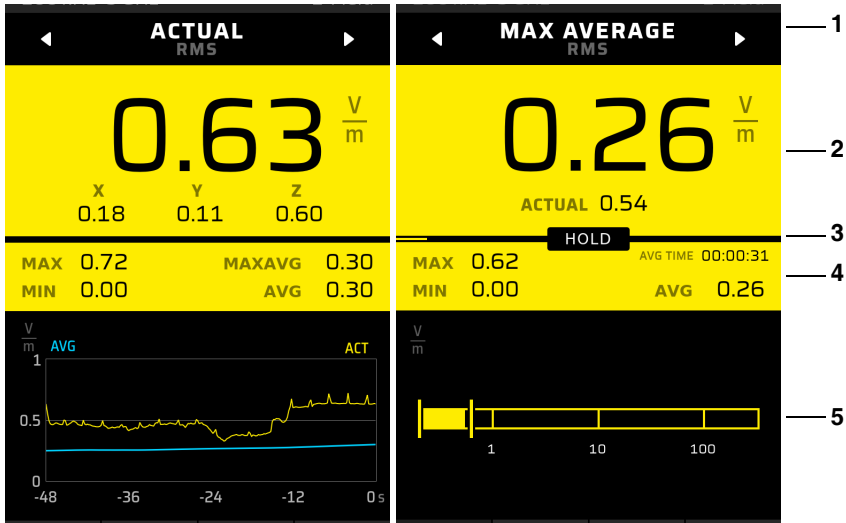 ACTUAL
RMS
0.63 V/m
X Y Z
0.18 0.11 0.60
MAX 0.72 MAXAVG 0.30
MIN 0.00 AVG 0.30
V/m AVG ACT
1
0.5
0
-48 -36 -24 -12 0 s
MAX AVERAGE
RMS
0.26 V/m
ACTUAL 0.54
HOLD
AVG TIME 00:00:31
MAX 0.62
MIN 0.00 AVG 0.26
V/m
1 10 100
1
2
3
4
5